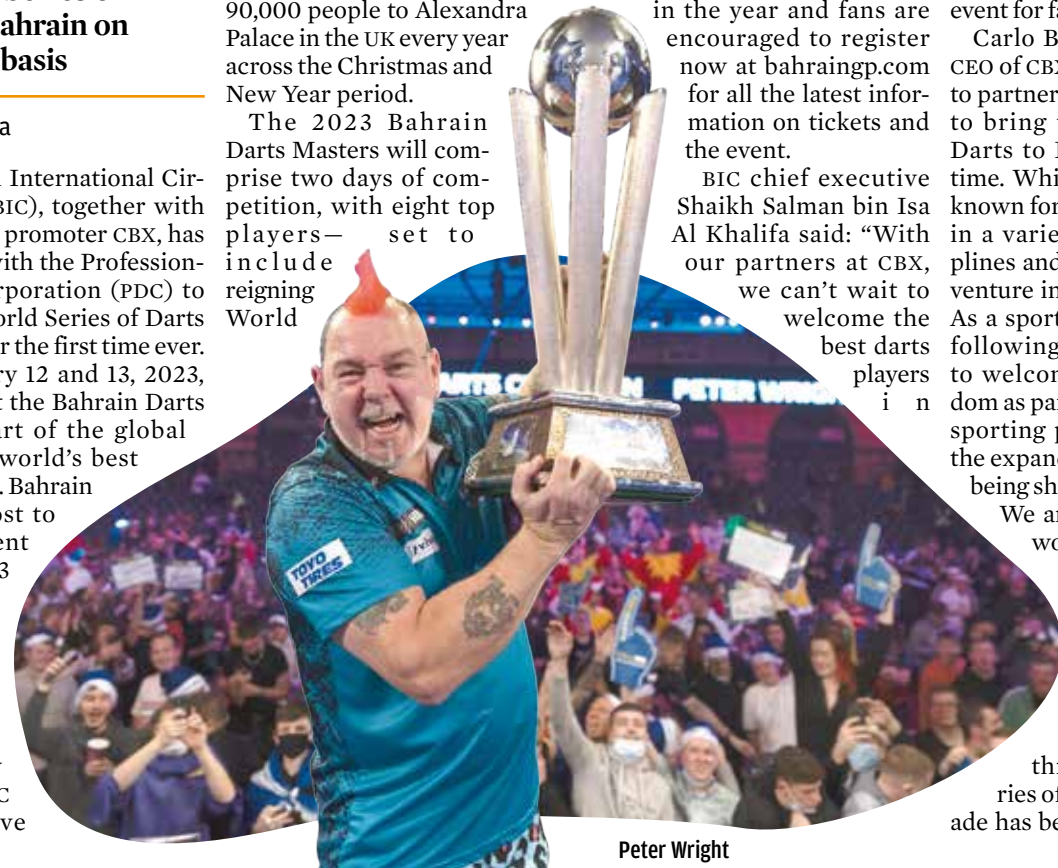 ahrain on
basis
a
International Cir-
BIC), together with
promoter CBX, has
with the Profession-
rporation (PDC) to
orld Series of Darts
r the first time ever.
ry 12 and 13, 2023,
t the Bahrain Darts
art of the global
world's best
. Bahrain
ost to
ent
3
C
ve
90,000 people to Alexandra
Palace in the UK every year
across the Christmas and
New Year period.
The 2023 Bahrain
Darts Masters will com-
prise two days of com-
petition, with eight top
players— set to
include
reigning
World
in the year and fans are
encouraged to register
now at bahraingp.com
for all the latest infor-
mation on tickets and
the event.
BIC chief executive
Shaikh Salman bin Isa
Al Khalifa said: “With
our partners at CBX,
we can't wait to
welcome the
best darts
players
i n
event for fa
Carlo B
CEO of CBX
to partner
to bring
Darts to
time. Whi
known for
in a varie
plines and
venture in
As a sport
following
to welcom
dom as pa
sporting p
the expand
being sh
We a
wo
th
ries of
ade has be
PETER WRIGH
TOYO
TIRES
Peter Wright